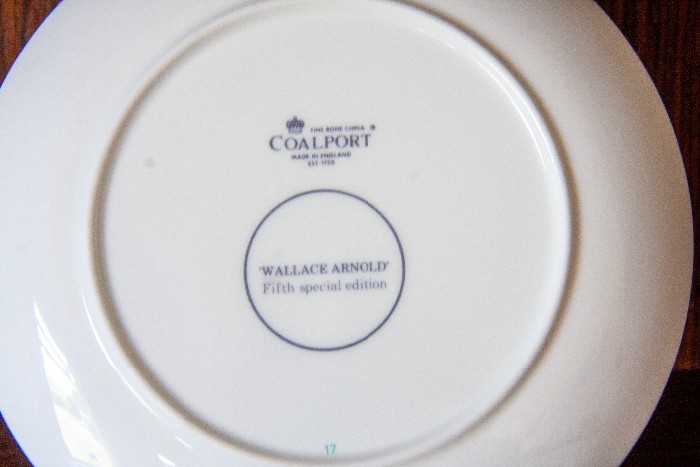 FINE BONE CHINA ®
COALPORT
MADE IN ENGLAND
EST. 1750
'WALLACE ARNOLD'
Fifth special edition
17